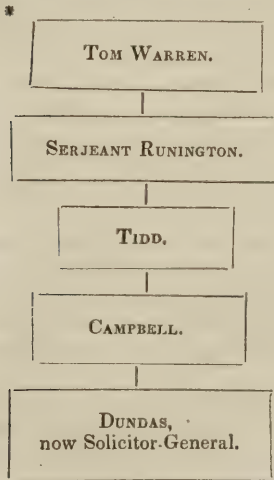 *
Tom Warren.
Serjeant Runington.
Tidd.
Campbell.
Dundas,
now Solicitor-General.